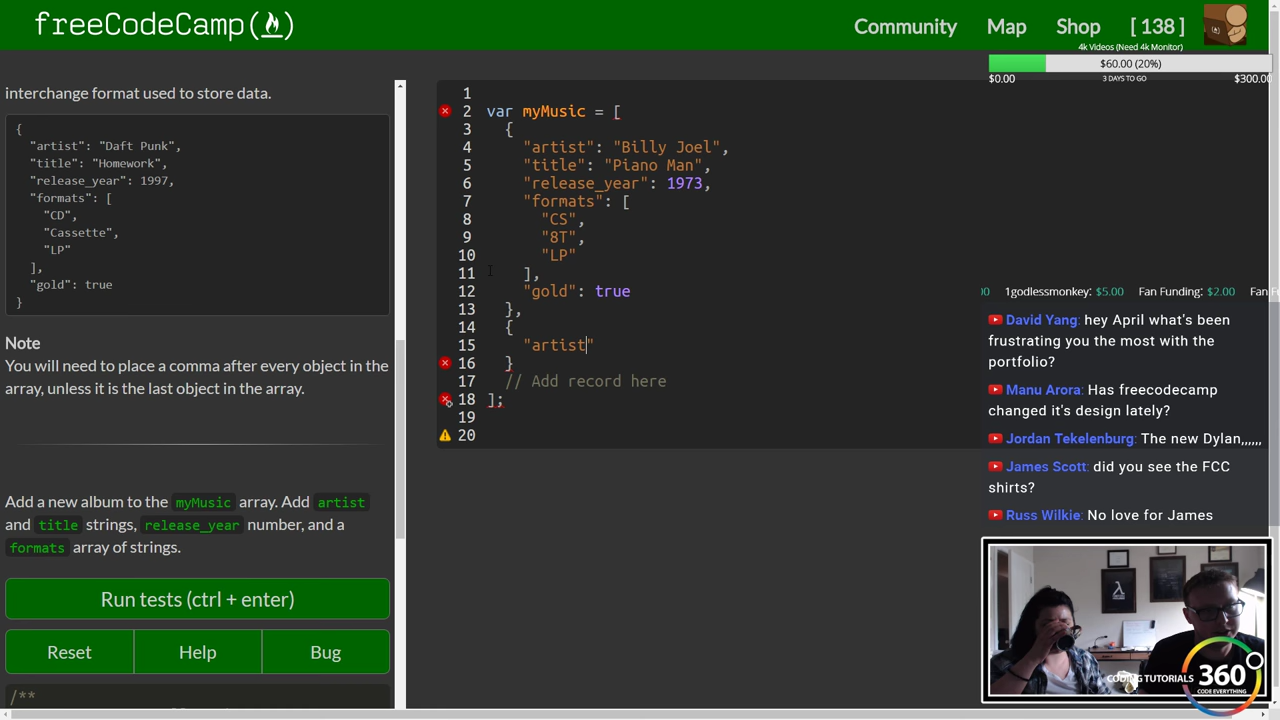 freeCodeCamp
Community
Map
Shop
[ 138 ]
4k Videos (Need 4k Monitor)
$60.00 (20%)
$0.00
3 DAYS TO GO
$300.00
interchange format used to store data.
{
"artist": "Daft Punk",
"title": "Homework",
"release_year": 1997,
"formats": [
"CD",
"Cassette",
"LP"
],
"gold": true
}
Note
You will need to place a comma after every object in the
array, unless it is the last object in the array.
Add a new album to the myMusic array. Add artist
and title strings, release_year number, and a
formats array of strings.
Run tests (ctrl + enter)
Reset
Help
Bug
/**
1
2 var myMusic = [
3 {
4 "artist": "Billy Joel",
5 "title": "Piano Man",
6 "release_year": 1973,
7 "formats": [
8 "CS",
9 "8T",
10 "LP"
11 ],
12 "gold": true
13 },
14 {
15 "artist"
16 }
17 // Add record here
18 ];
19
20
00 1godlessmonkey: $5.00 Fan Funding: $2.00 Fan F
David Yang: hey April what's been
frustrating you the most with the
portfolio?
Manu Arora: Has freecodecamp
changed it's design lately?
Jordan Tekelenburg: The new Dylan,,,,,,
James Scott: did you see the FCC
shirts?
Russ Wilkie: No love for James
CODING TUTORIALS 360
CODE EVERYTHING